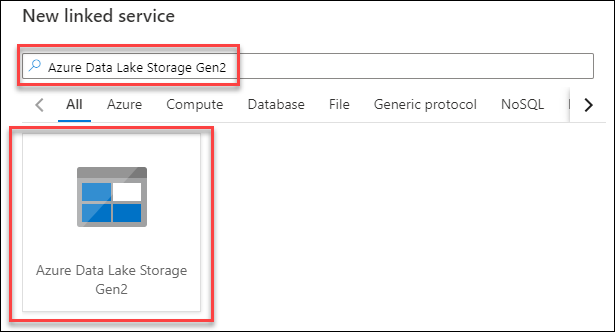 New linked service
Azure Data Lake Storage Gen2
All Azure Compute Database File Generic protocol NoSQL
Azure Data Lake Storage
Gen2